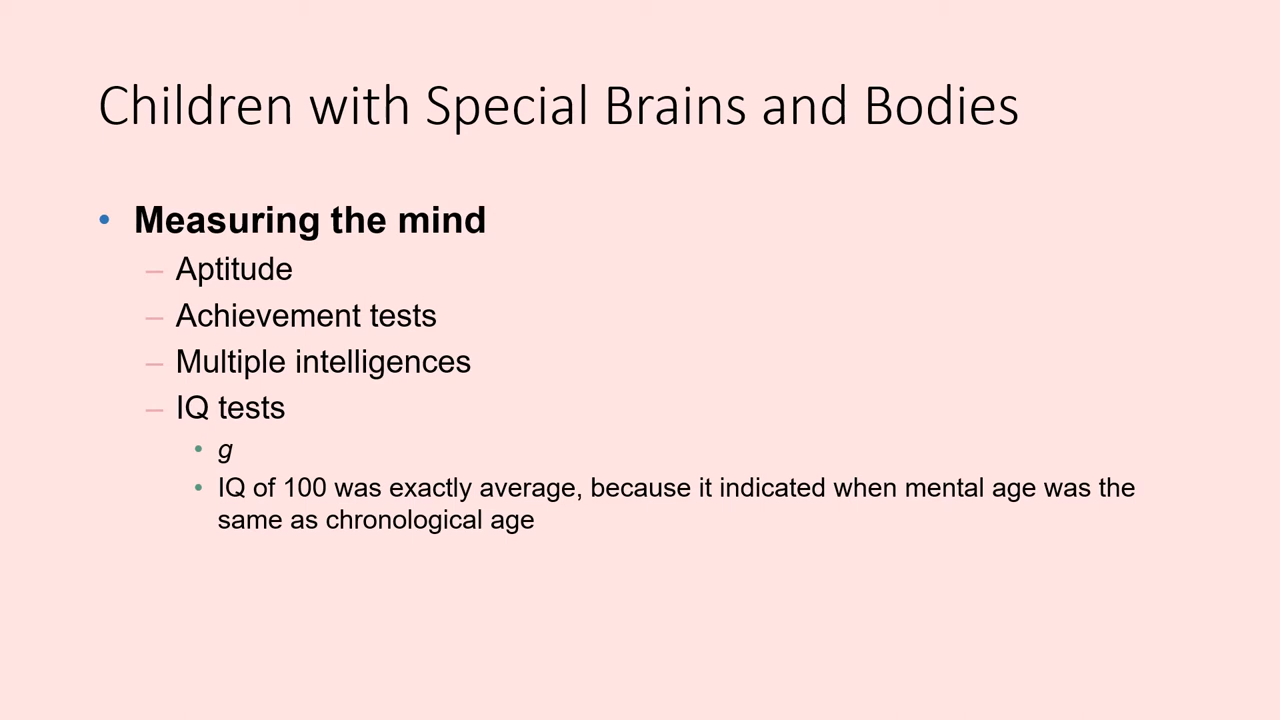 Children with Special Brains and Bodies
• Measuring the mind
– Aptitude
– Achievement tests
– Multiple intelligences
– IQ tests
• g
• IQ of 100 was exactly average, because it indicated when mental age was the
same as chronological age